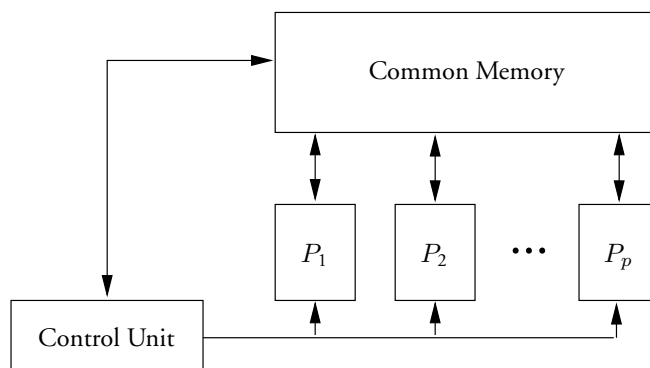 Common Memory
P₁ P₂ ••• Pₚ
Control Unit